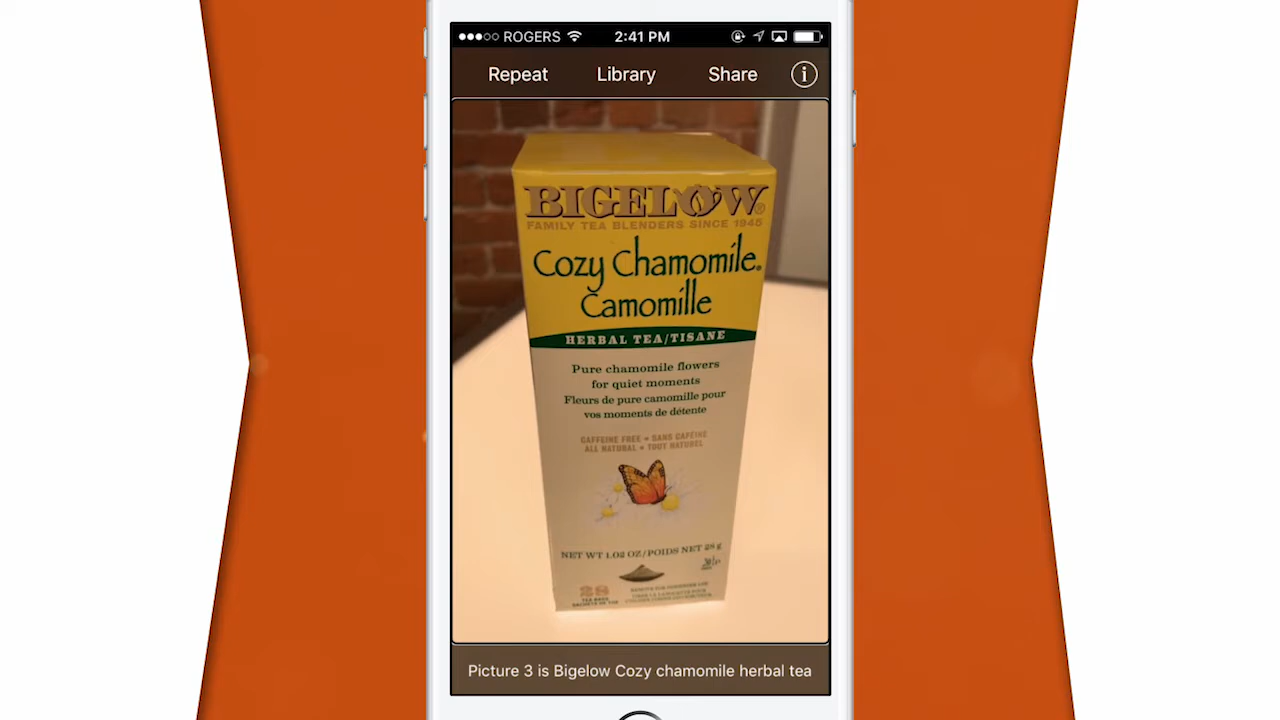 ROGERS 2:41 PM
Repeat Library Share i
BIGELOW®
FAMILY TEA BLENDERS SINCE 1945
Cozy Chamomile®
Camomille
HERBAL TEA/TISANE
Pure chamomile flowers
for quiet moments
Fleurs de pure camomille pour
vos moments de détente
CAFFEINE FREE • SANS CAFÉINE
ALL NATURAL • TOUT NATUREL
NET WT 1.02 OZ/POIDS NET 28 g
28
TEA BAGS
Picture 3 is Bigelow Cozy chamomile herbal tea